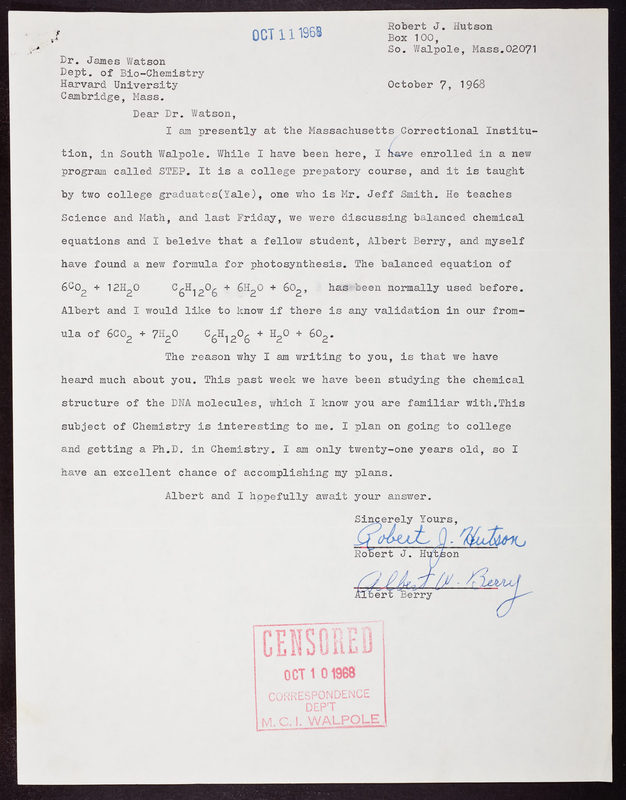 OCT 11 1968
Robert J. Hutson
Box 100,
So. Walpole, Mass.02071
Dr. James Watson
Dept. of Bio-Chemistry
Harvard University
October 7, 1968
Cambridge, Mass.
Dear Dr. Watson,
I am presently at the Massachusetts Correctional Institu-
tion, in South Walpole. While I have been here, I have enrolled in a new
program called STEP. It is a college prepatory course, and it is taught
by two college graduates(Yale), one who is Mr. Jeff Smith. He teaches
Science and Math, and last Friday, we were discussing balanced chemical
equations and I beleive that a fellow student, Albert Berry, and myself
have found a new formula for photosynthesis. The balanced equation of
6CO2 + 12H2O C6H12O6 + 6H2O + 6O2, has been normally used before.
Albert and I would like to know if there is any validation in our from-
ula of 6CO2 + 7H2O C6H12O6 + H2O + 6O2.
The reason why I am writing to you, is that we have
heard much about you. This past week we have been studying the chemical
structure of the DNA molecules, which I know you are familiar with.This
subject of Chemistry is interesting to me. I plan on going to college
and getting a Ph.D. in Chemistry. I am only twenty-one years old, so I
have an excellent chance of accomplishing my plans.
Albert and I hopefully await your answer.
Sincerely Yours,
Robert J. Hutson
Robert J. Hutson
Albert W. Berry
Albert Berry
CENSORED
OCT 10 1968
CORRESPONDENCE
DEP'T
M.C.I. WALPOLE